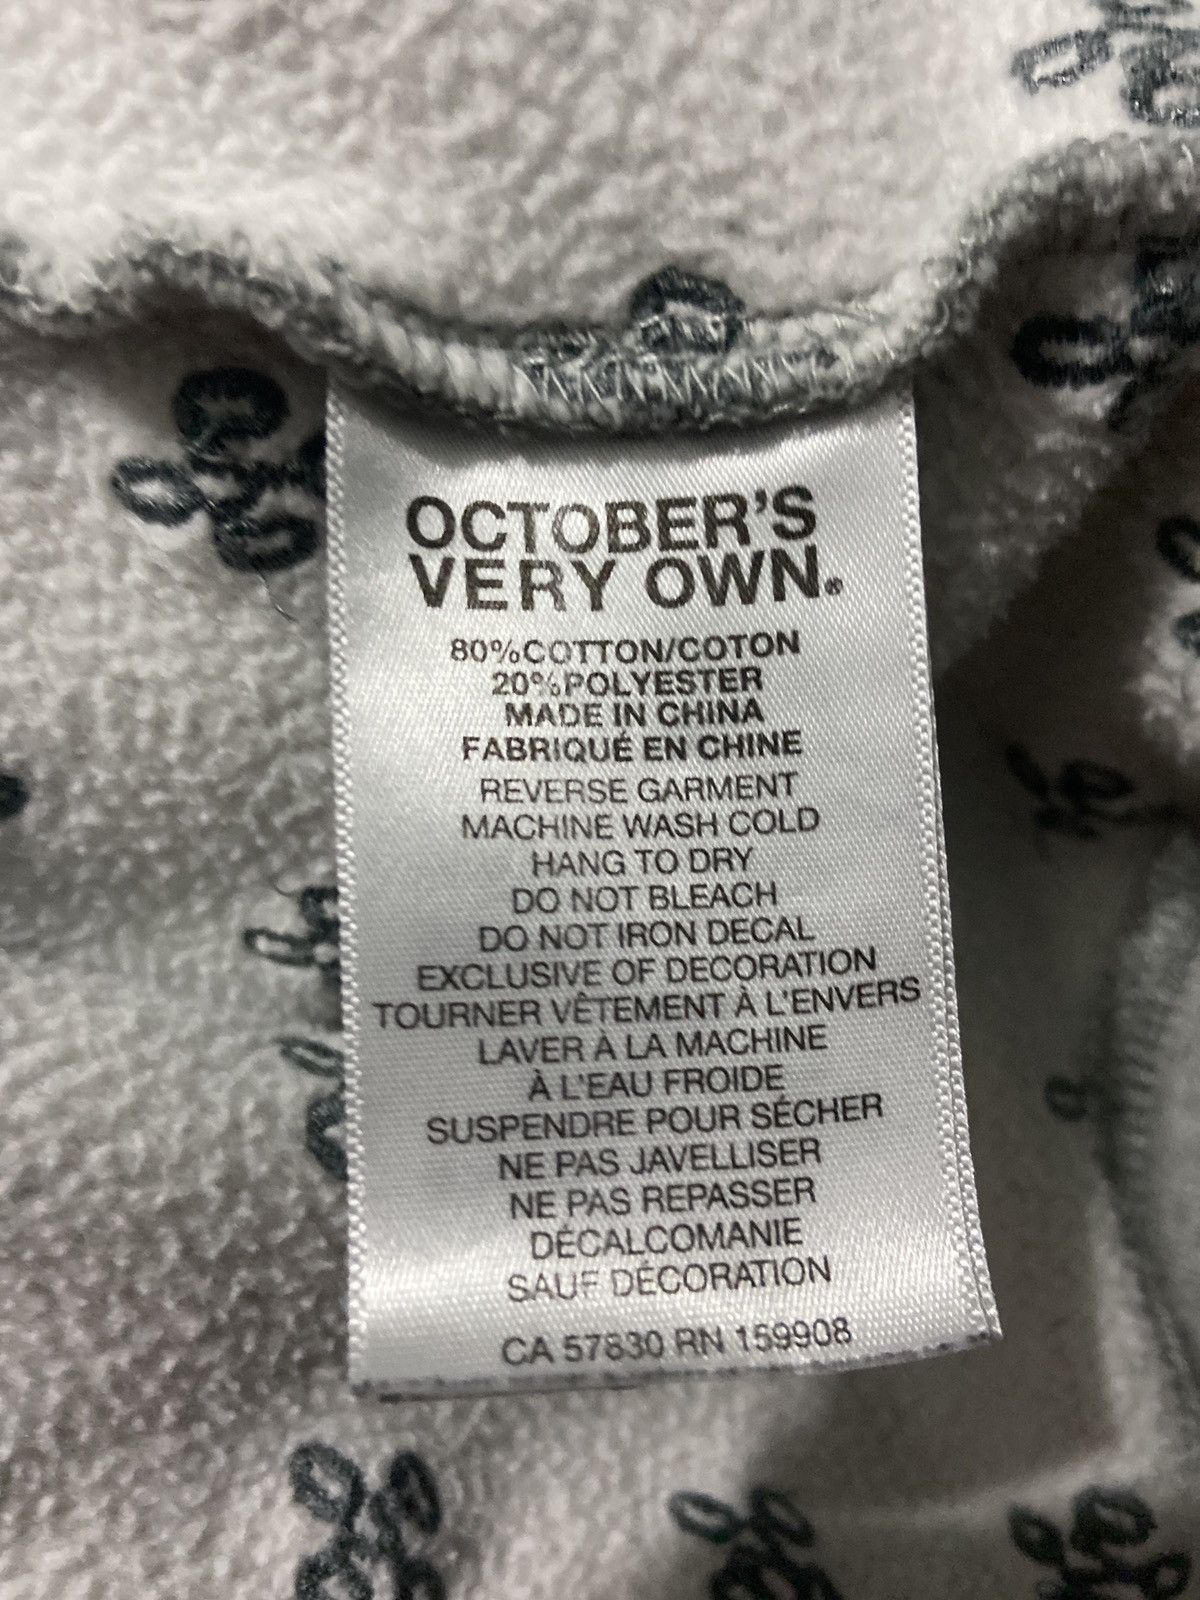 OCTOBER'S
VERY OWN®
80%COTTON/COTON
20%POLYESTER
MADE IN CHINA
FABRIQUÉ EN CHINE
REVERSE GARMENT
MACHINE WASH COLD
HANG TO DRY
DO NOT BLEACH
DO NOT IRON DECAL
EXCLUSIVE OF DECORATION
TOURNER VÊTEMENT À L'ENVERS
LAVER À LA MACHINE
À L'EAU FROIDE
SUSPENDRE POUR SÉCHER
NE PAS JAVELLISER
NE PAS REPASSER
DÉCALCOMANIE
SAUF DÉCORATION
CA 57830 RN 159908